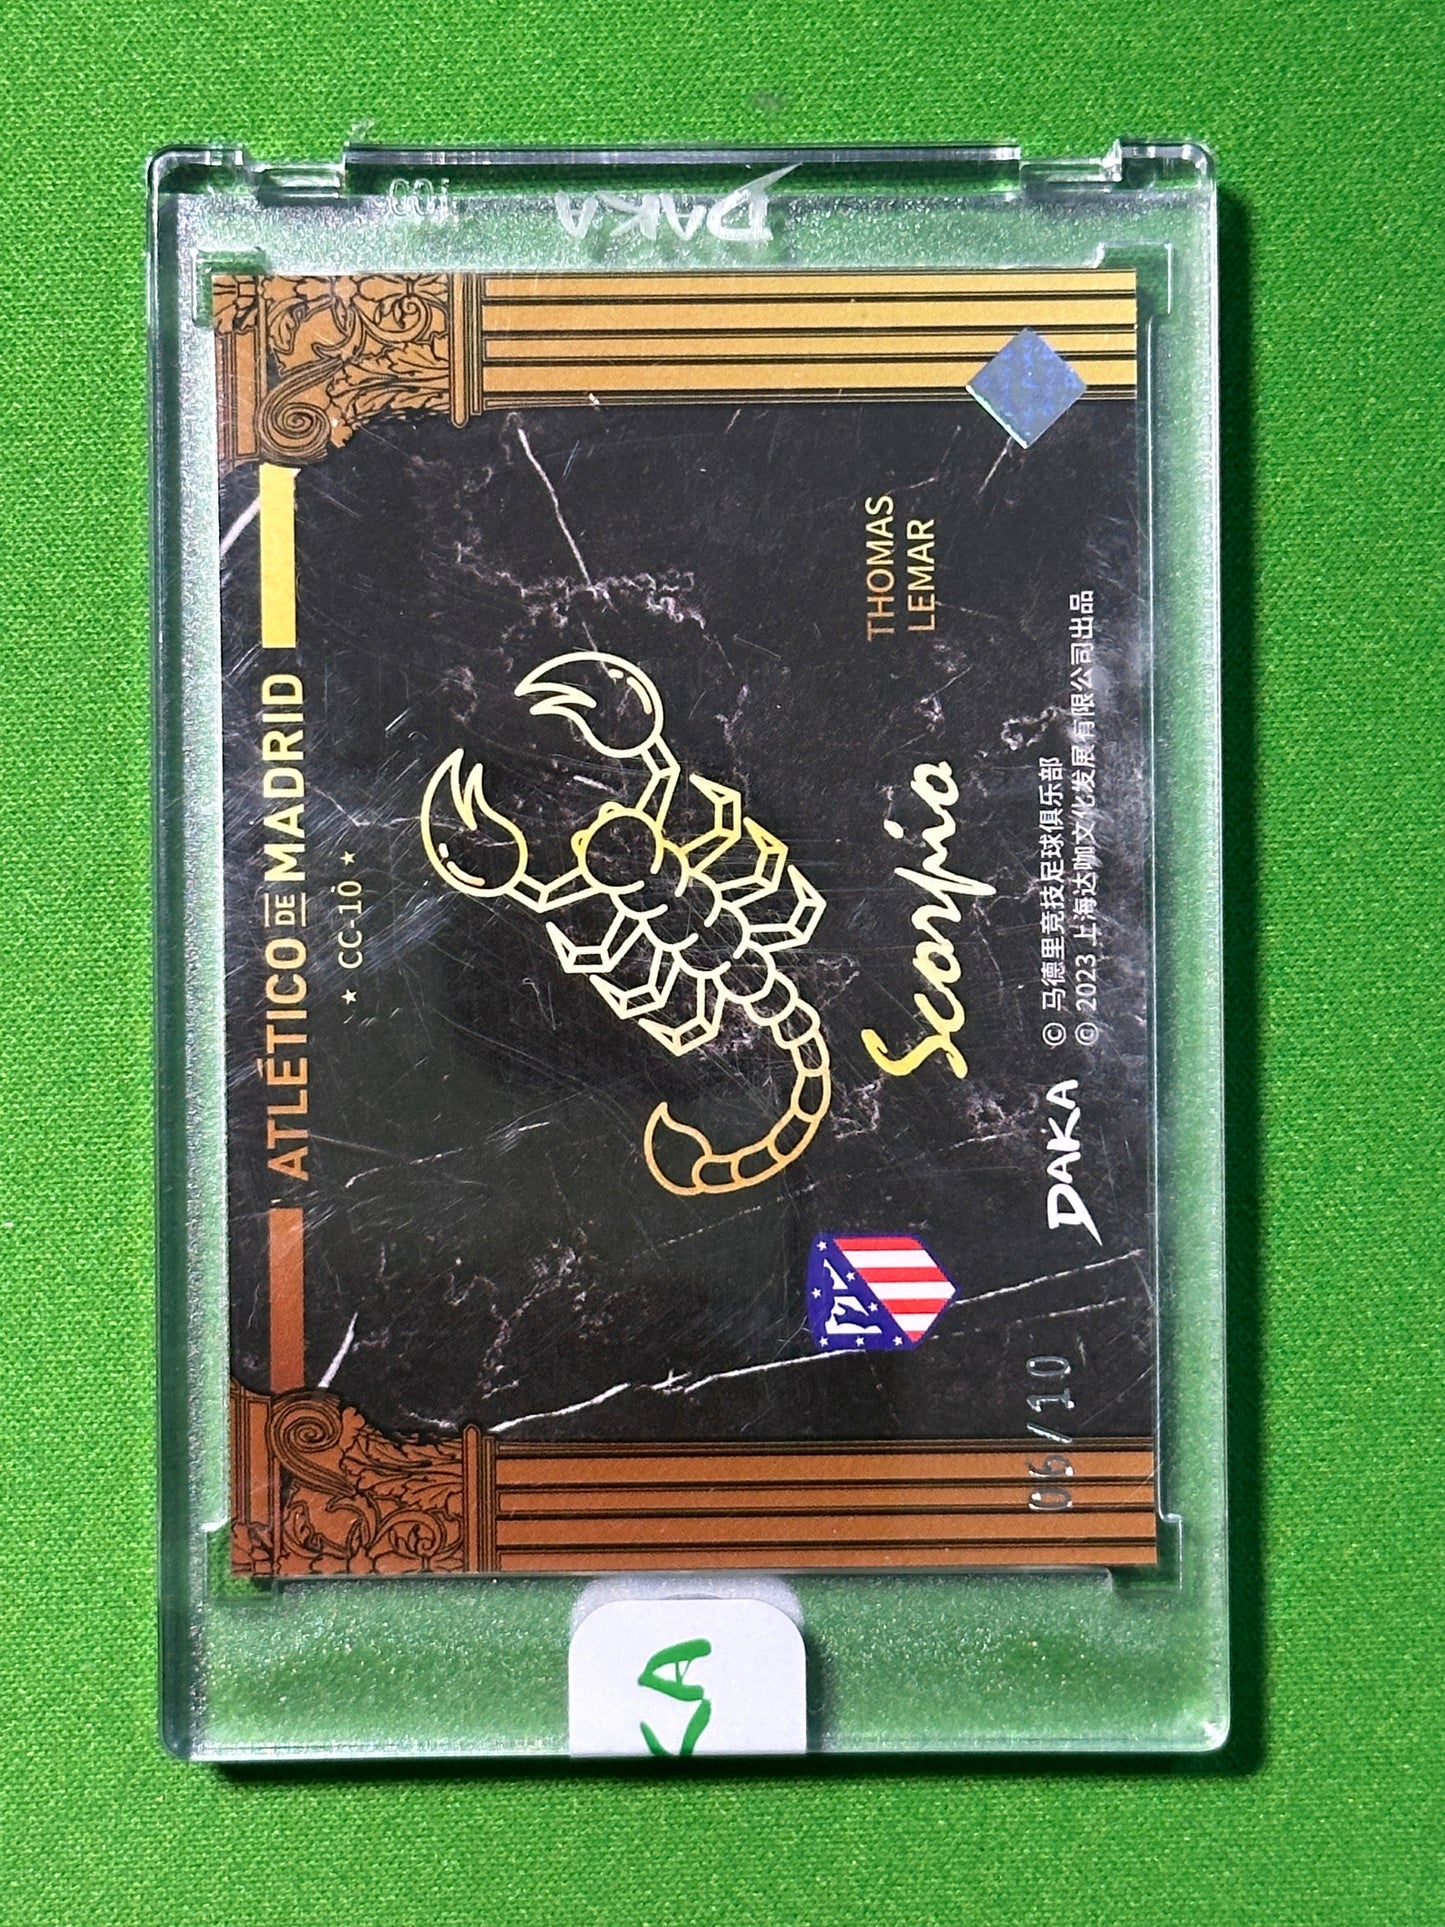 ATLÉTICO DE MADRID
★ CC-10 ★
Scorpio
THOMAS
LEMAR
DAKA
© 马德里竞技足球俱乐部
© 2023 上海达咖文化发展有限公司出品
06/10
DAKA
KA